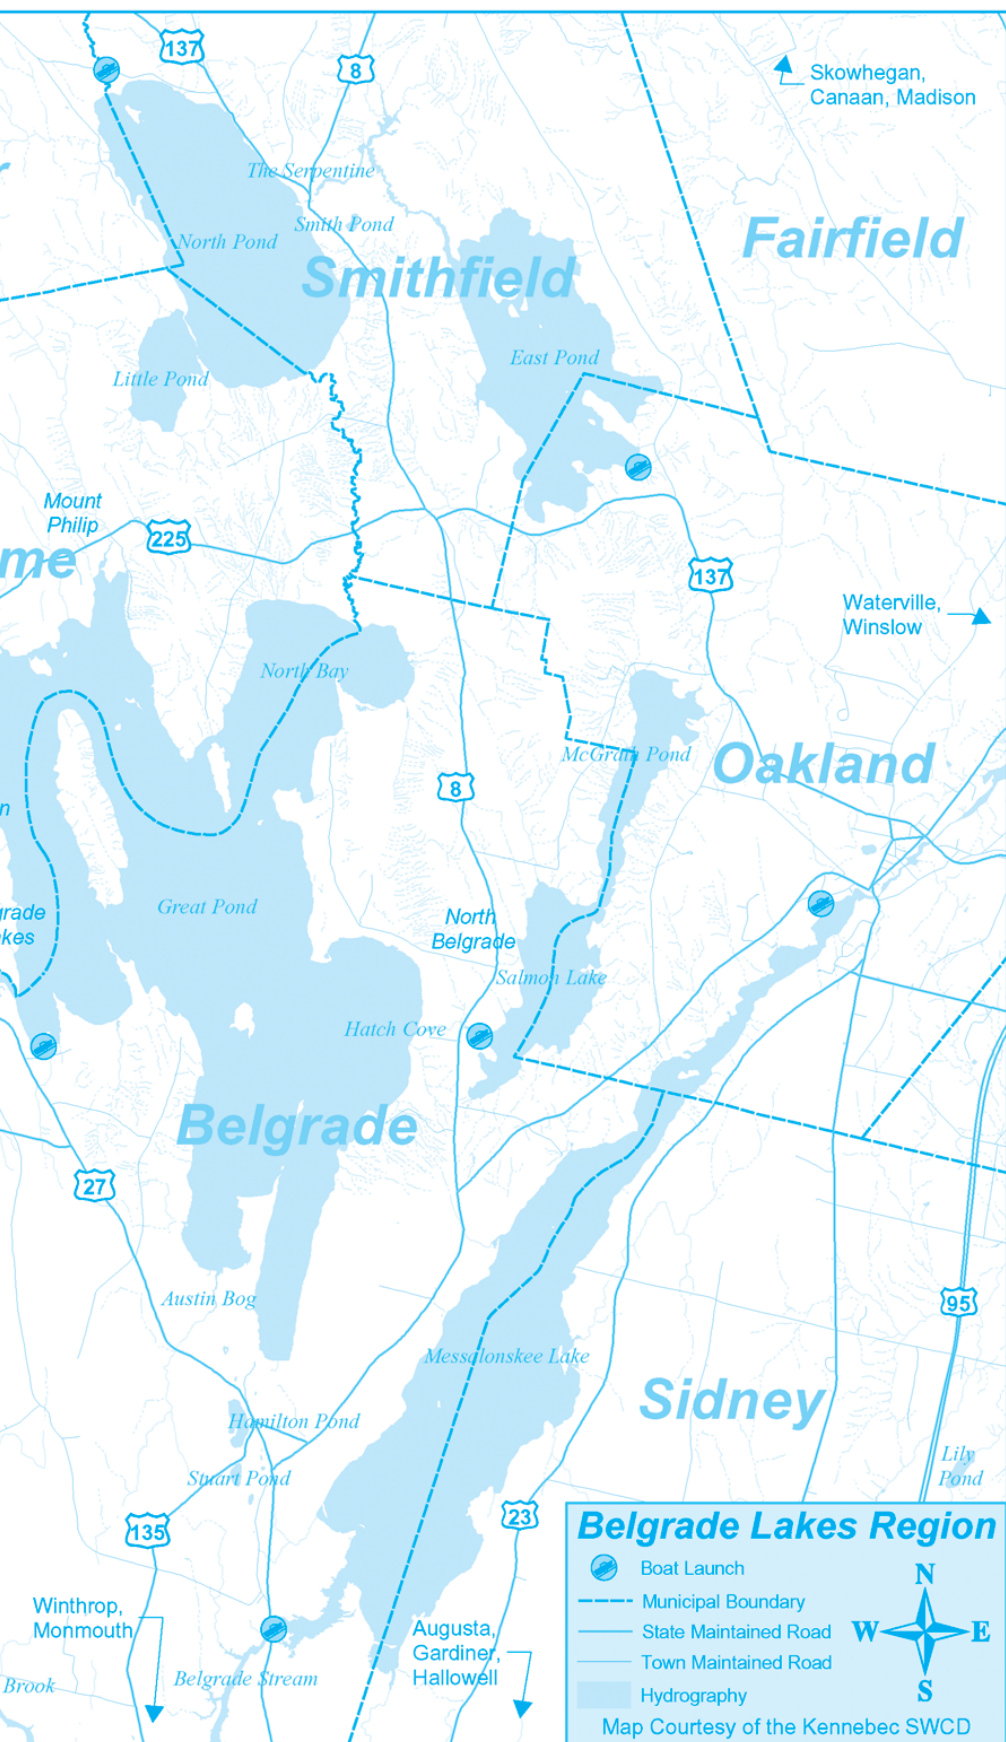 137
8
Skowhegan,
Canaan, Madison
The Serpentine
Smith Pond
North Pond
Fairfield
Smithfield
East Pond
Little Pond
Mount
Philip
225
me
137
Waterville,
Winslow
North Bay
McGrath Pond
Oakland
8
n
Great Pond
grade
kes
North
Belgrade
Salmon Lake
Hatch Cove
Belgrade
27
Austin Bog
95
Messalonskee Lake
Sidney
Hamilton Pond
Stuart Pond
Lily
Pond
135
23
Winthrop,
Monmouth
Augusta,
Gardiner,
Hallowell
Belgrade Stream
Brook
Belgrade Lakes Region
Boat Launch
Municipal Boundary
State Maintained Road
Town Maintained Road
Hydrography
N
W E
S
Map Courtesy of the Kennebec SWCD